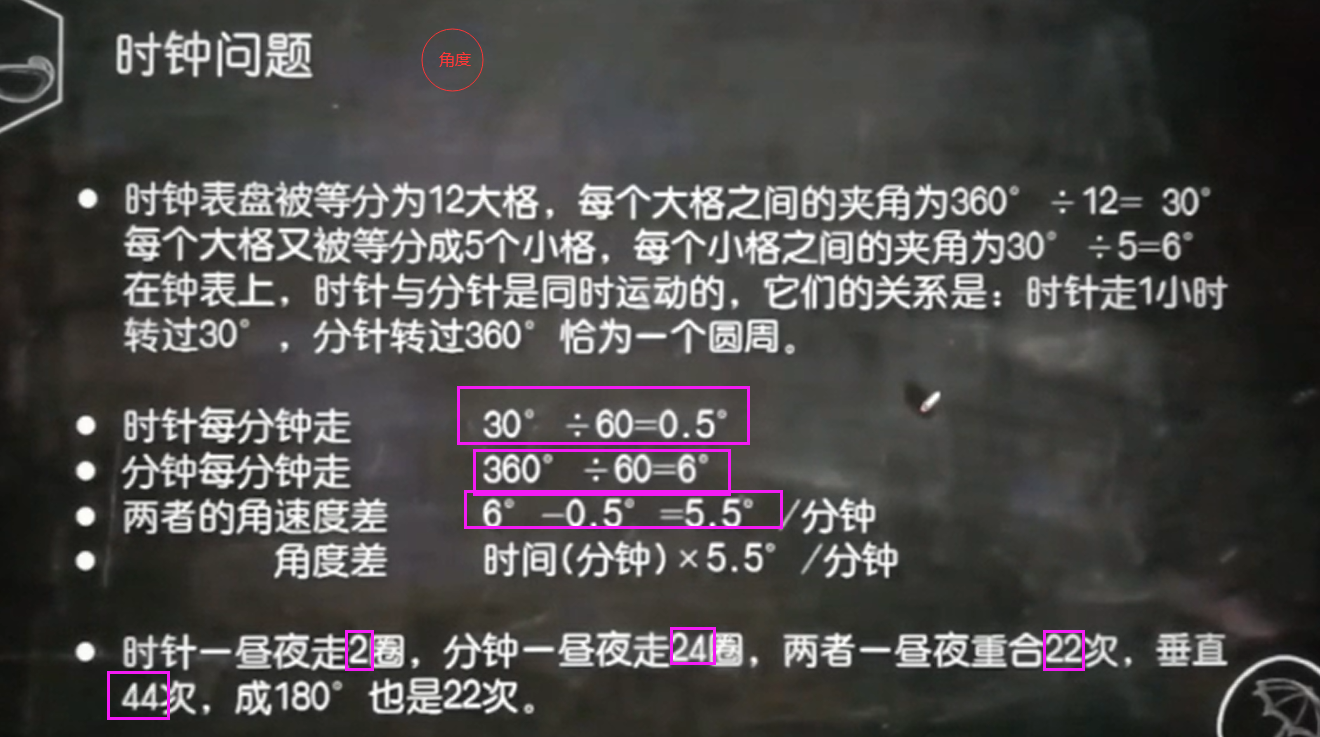 时钟问题
角度
时钟表盘被等分为12大格，每个大格之间的夹角为360° ÷12= 30°
每个大格又被等分成5个小格，每个小格之间的夹角为30° ÷5=6°
在钟表上，时针与分针是同时运动的，它们的关系是：时针走1小时
转过30° ，分针转过360° 恰为一个圆周。
时针每分钟走 30° ÷60=0.5°
分钟每分钟走 360° ÷60=6°
两者的角速度差 6° −0.5° =5.5° /分钟
角度差 时间(分钟)×5.5° /分钟
时针一昼夜走2圈，分钟一昼夜走24圈，两者一昼夜重合22次，垂直
44次，成180° 也是22次。